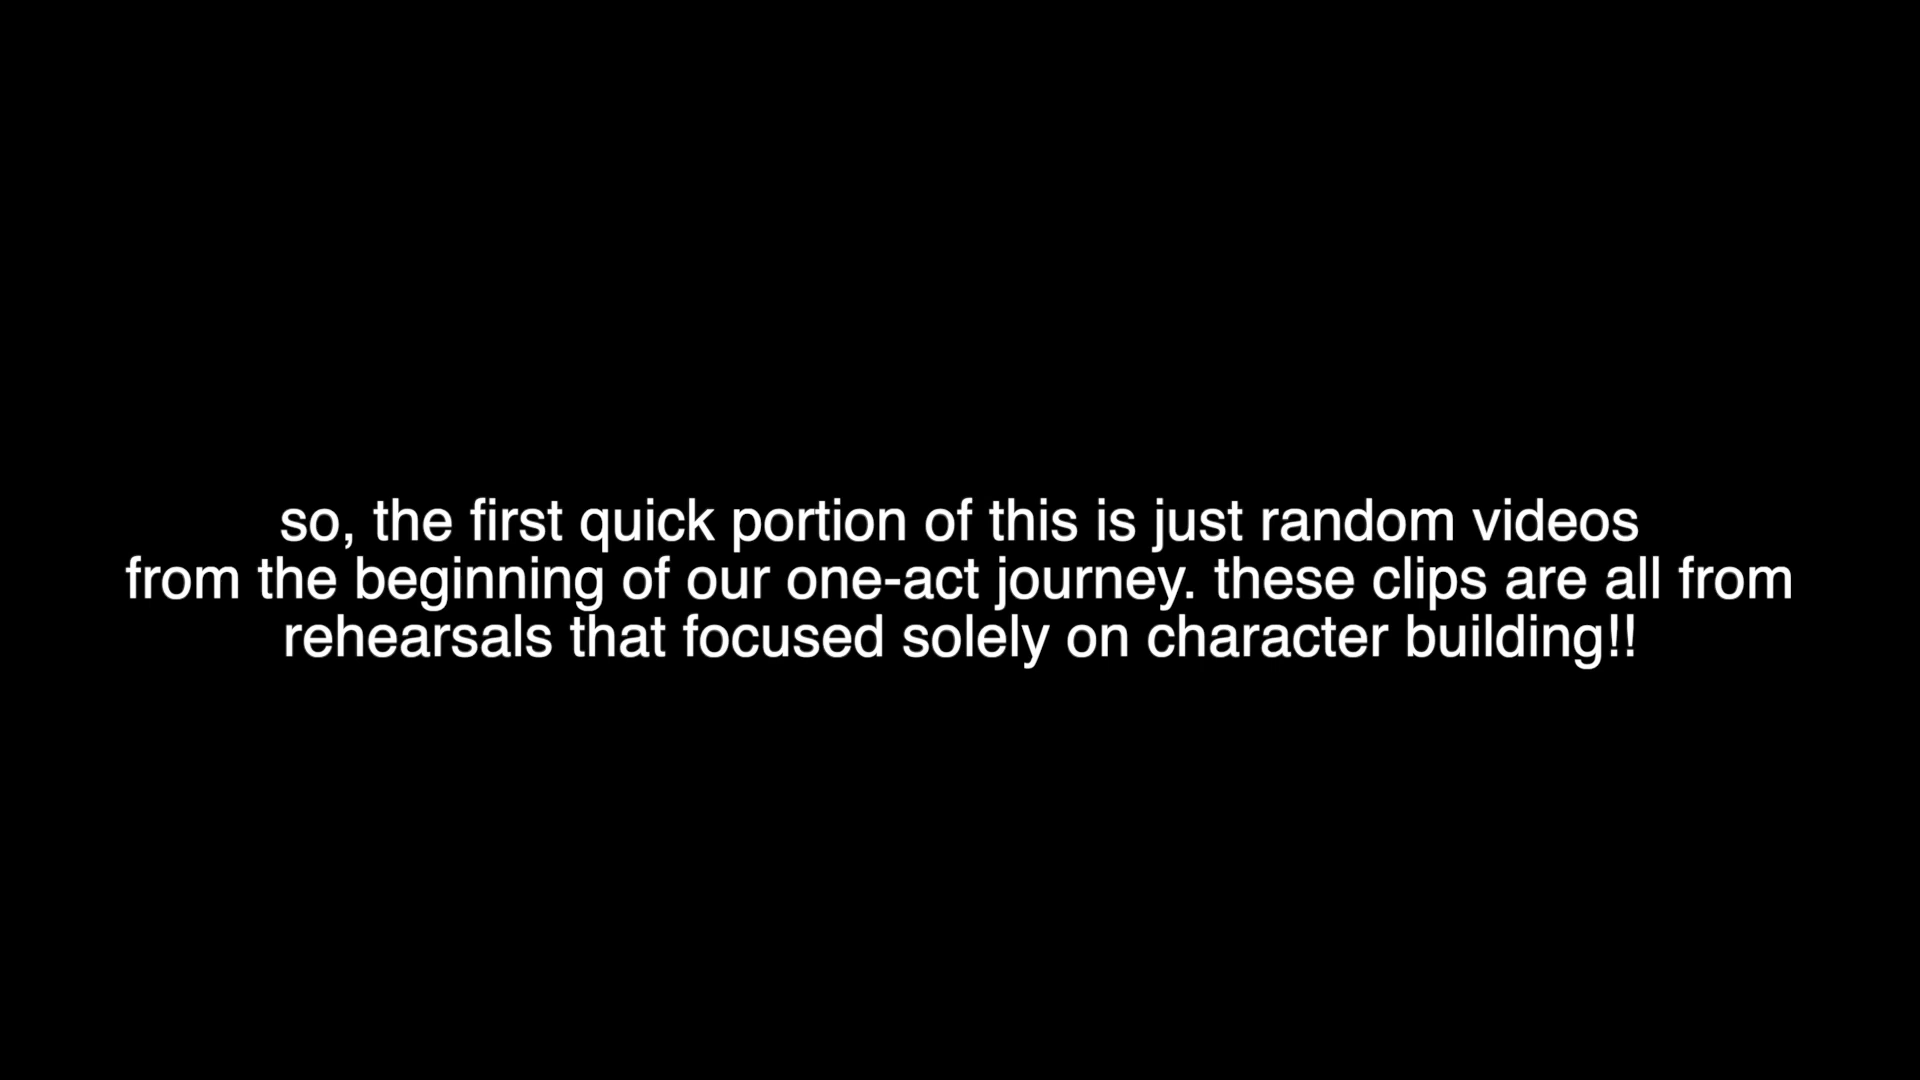 so, the first quick portion of this is just random videos
from the beginning of our one-act journey. these clips are all from
rehearsals that focused solely on character building!!